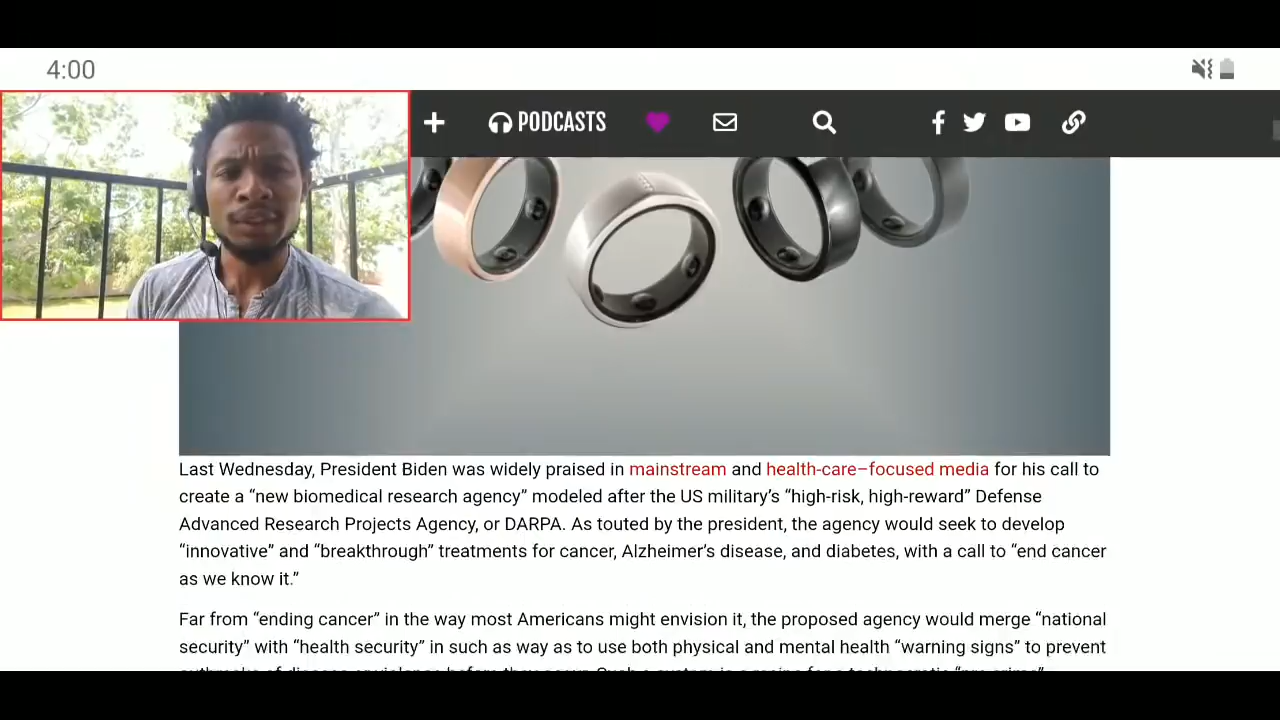 4:00
PODCASTS
Last Wednesday, President Biden was widely praised in mainstream and health-care–focused media for his call to
create a “new biomedical research agency” modeled after the US military’s “high-risk, high-reward” Defense
Advanced Research Projects Agency, or DARPA. As touted by the president, the agency would seek to develop
“innovative” and “breakthrough” treatments for cancer, Alzheimer’s disease, and diabetes, with a call to “end cancer
as we know it.”
Far from “ending cancer” in the way most Americans might envision it, the proposed agency would merge “national
security” with “health security” in such as way as to use both physical and mental health “warning signs” to prevent